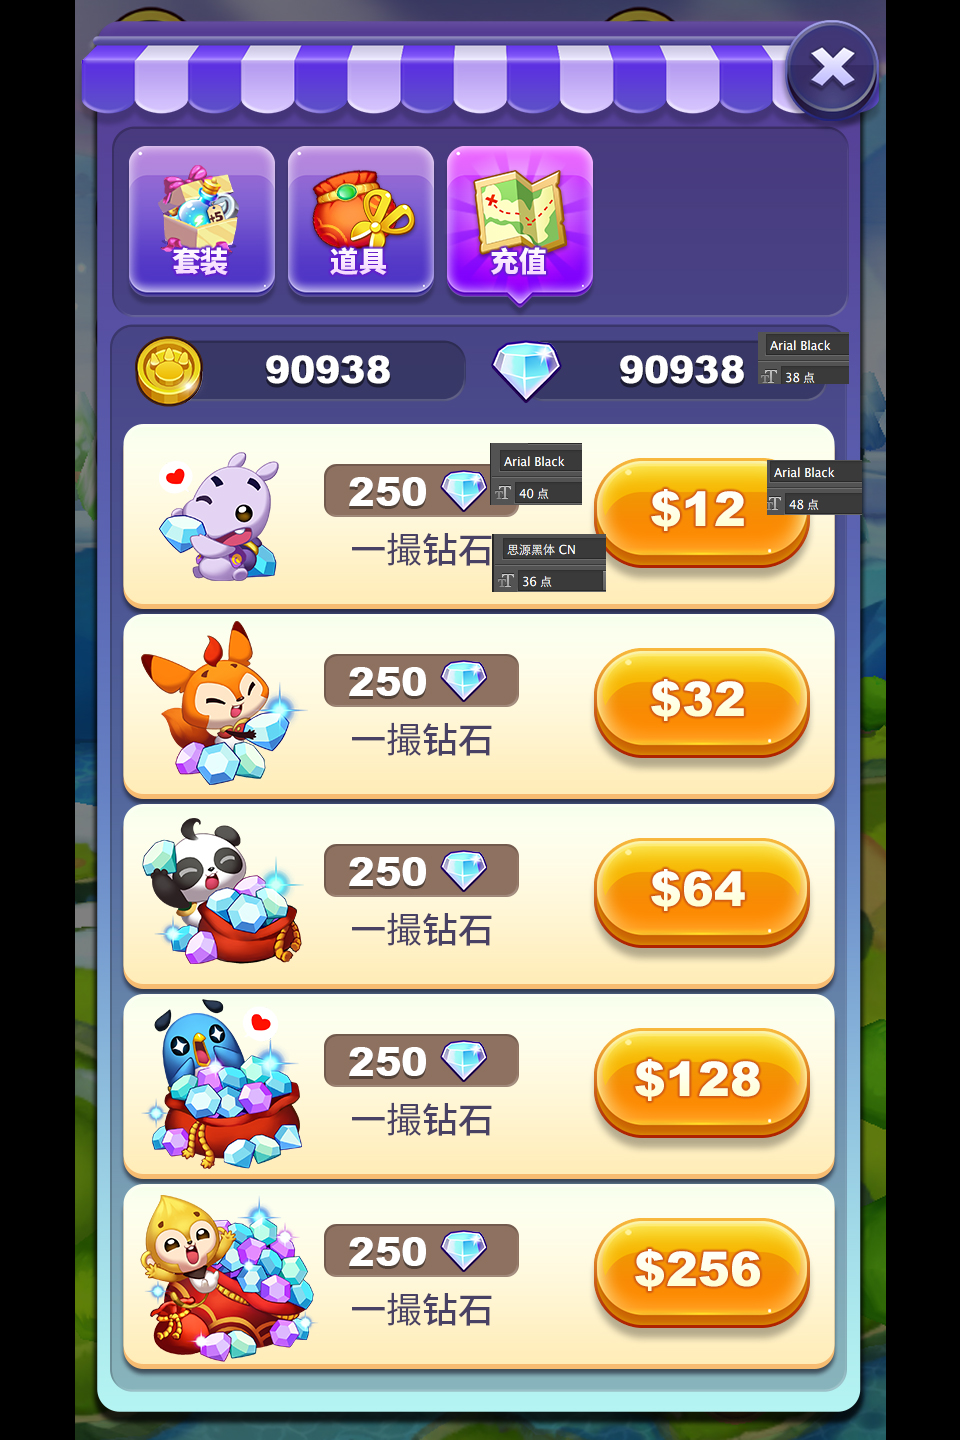 +5
套装
道具
充值
90938
90938
Arial Black
38 点
250
Arial Black
40 点
$12
Arial Black
48 点
一撮钻石
思源黑体 CN
36 点
250
$32
一撮钻石
250
$64
一撮钻石
250
$128
一撮钻石
250
$256
一撮钻石